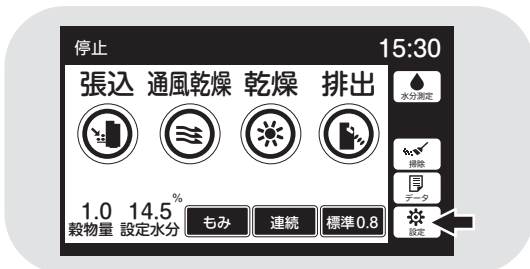 停止 15:30
張込 通風乾燥 乾燥 排出
水分測定
掃除
データ
1.0 14.5%
穀物量 設定水分
もみ 連続 標準0.8
設定